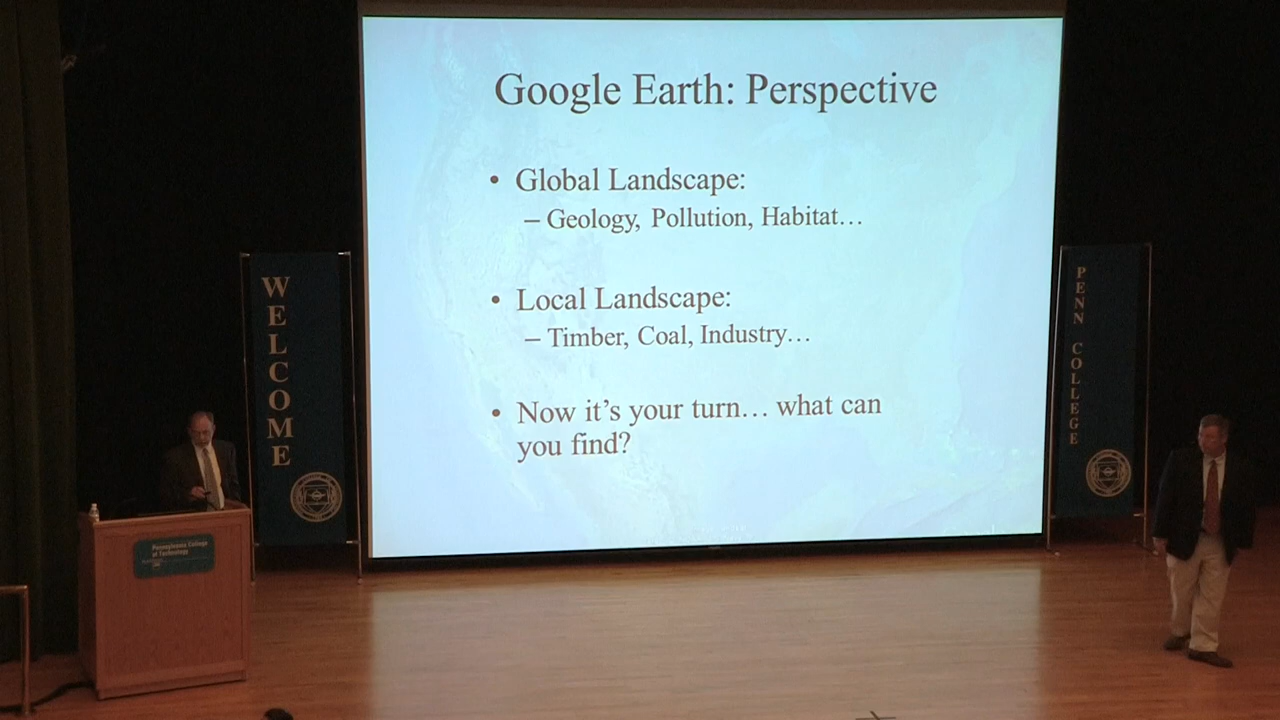 Google Earth: Perspective
• Global Landscape:
– Geology, Pollution, Habitat…
• Local Landscape:
– Timber, Coal, Industry…
• Now it’s your turn… what can
you find?
WELCOME
PENN COLLEGE
Pennsylvania College
of Technology